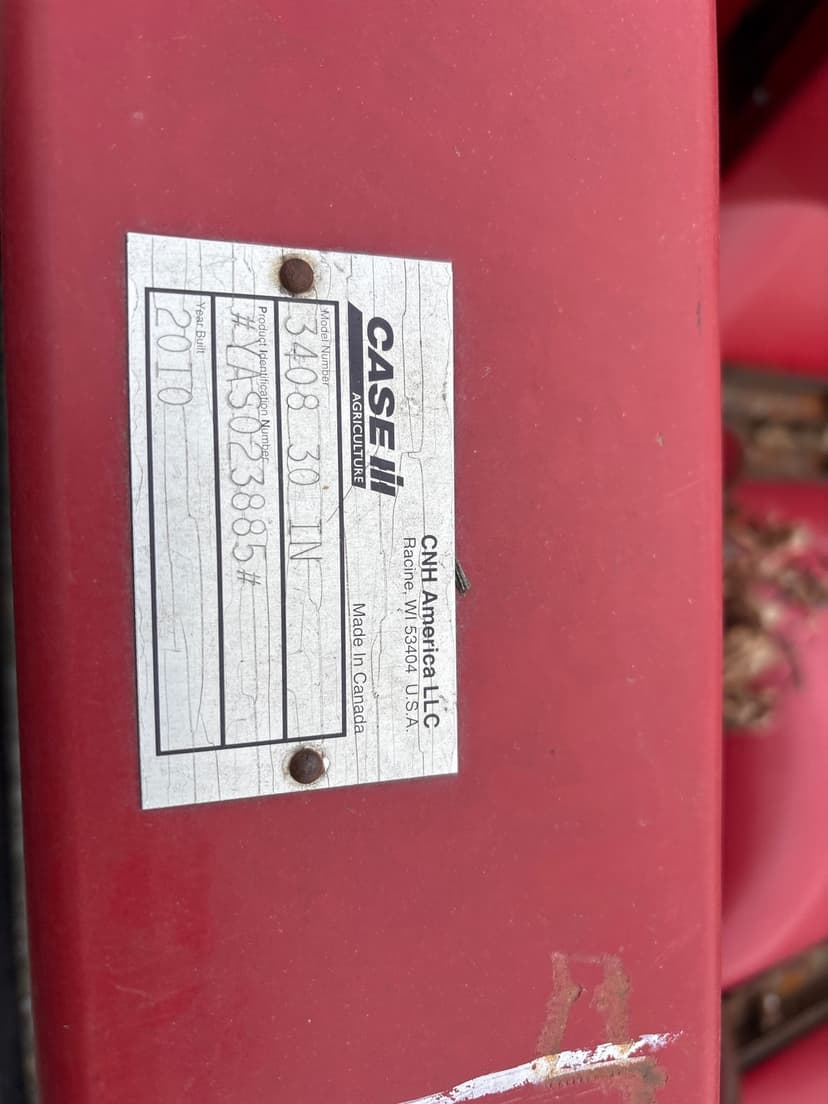 CASE IH
AGRICULTURE
CNH America LLC
Racine, WI 53404 U.S.A.
Made In Canada
Model Number
3408 30 IN
Product Identification Number
#YAS023885#
Year Built
2010